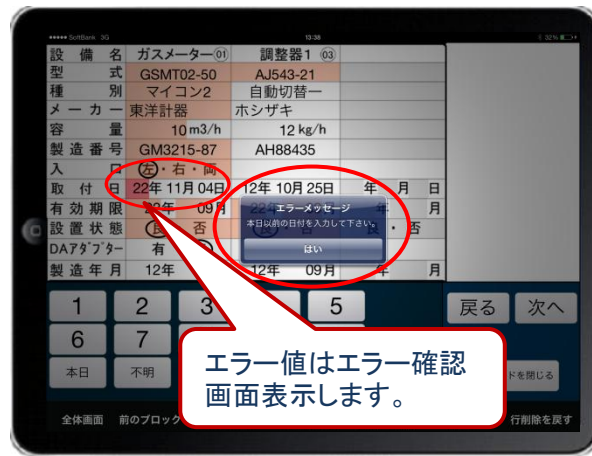 SoftBank 3G 13:38 32%
設備名 ガスメーター01 調整器1 03
型式 GSMT02-50 AJ543-21
種別 マイコン2 自動切替一
メーカー 東洋計器 ホシザキ
容量 10 m3/h 12 kg/h
製造番号 GM3215-87 AH88435
入口 左・右・両
取付日 22年 11月 04日 12年 10月 25日 年 月 日
有効期限 22年 09月 年 月
設置状態 良 否 良・否
DAアダプター 有
製造年月 12年 12年 09月 年 月
エラーメッセージ
本日以前の日付を入力して下さい。
はい
1 2 3 5 戻る 次へ
6 7
本日 不明 ドを閉じる
エラー値はエラー確認
画面表示します。
全体画面 前のブロック 行削除を戻す